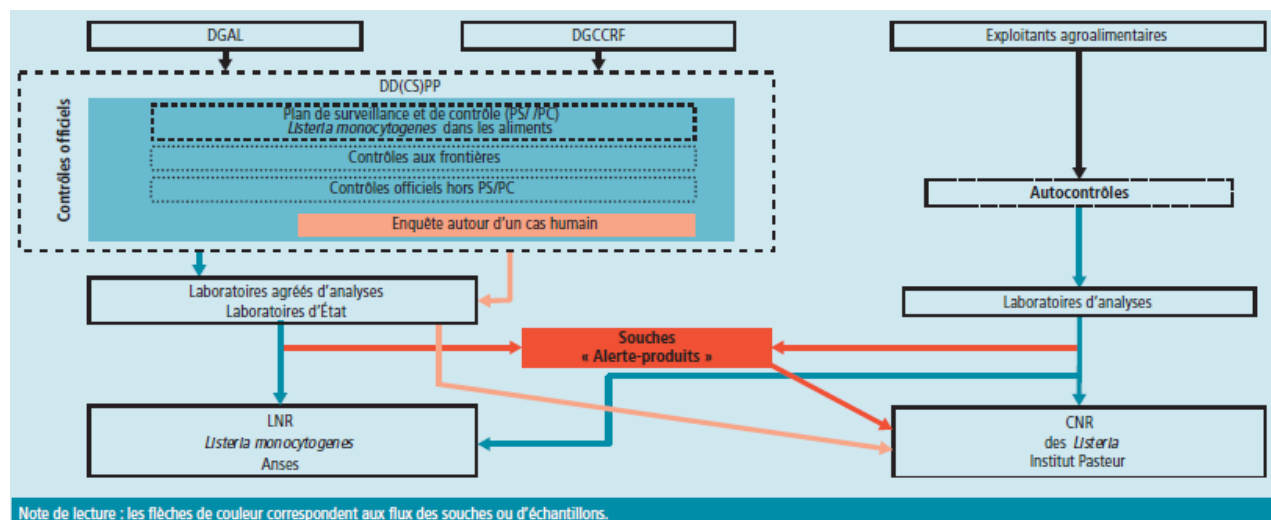 DGAL
DGCCRF
Exploitants agroalimentaires
DD(CS)PP
Contrôles officiels
Plan de surveillance et de contrôle (PS/ /PC)
Listeria monocytogenes dans les aliments
Contrôles aux frontières
Contrôles officiels hors PS/PC
Enquête autour d'un cas humain
Autocontrôles
Laboratoires agréés d'analyses
Laboratoires d'État
Laboratoires d'analyses
Souches
« Alerte-produits »
LNR
Listeria monocytogenes
Anses
CNR
des Listeria
Institut Pasteur
Note de lecture : les flèches de couleur correspondent aux flux des souches ou d'échantillons.